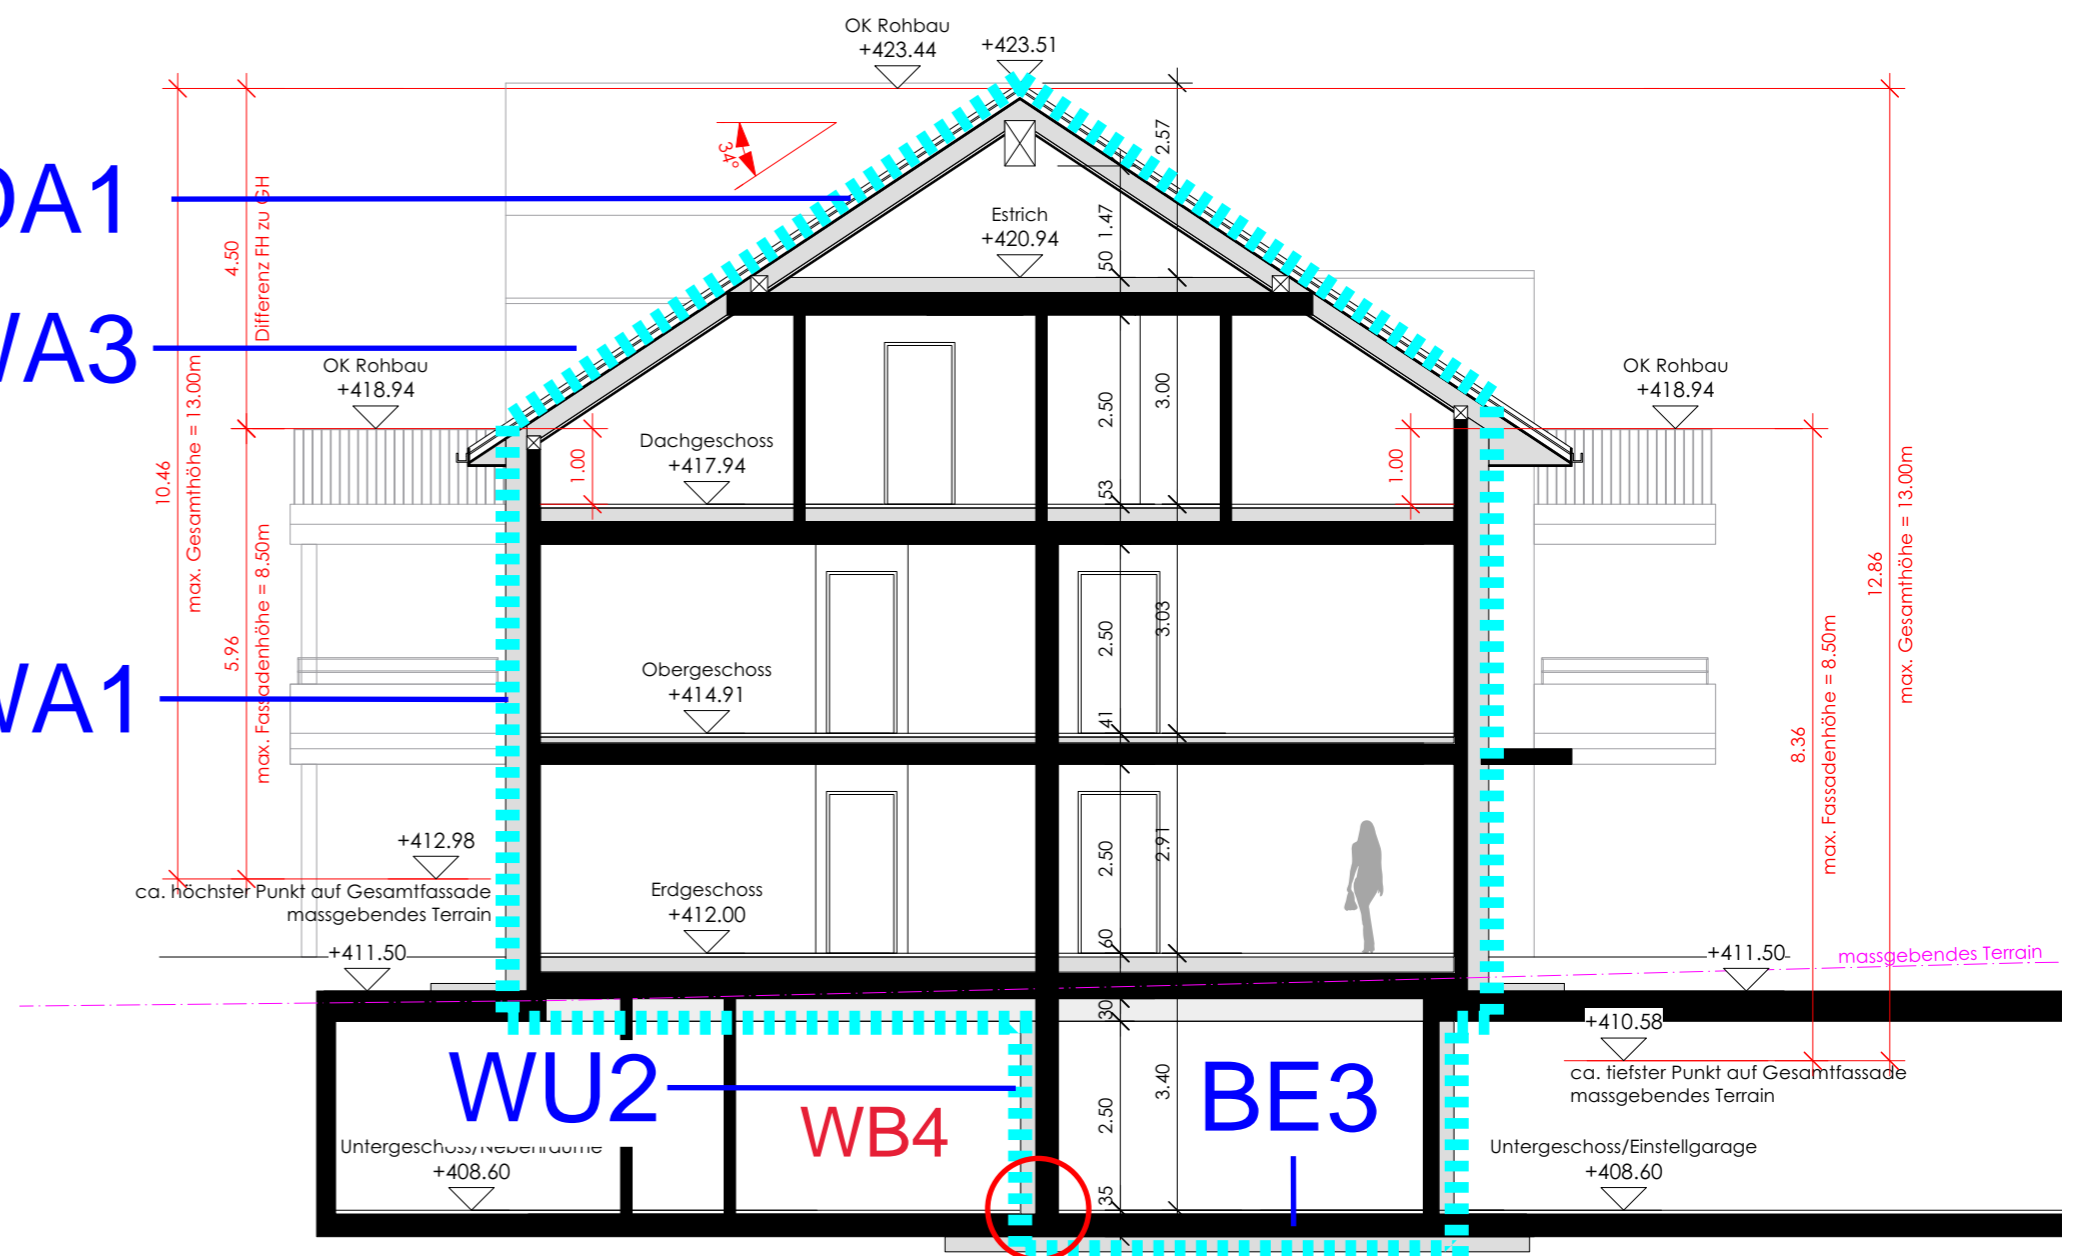 OK Rohbau
+423.44
+423.51
34°
2.57
DA1
4.50
Differenz FH zu GH
Estrich
+420.94
1.47
50
WA3
max. Gesamthöhe = 13.00m
10.46
OK Rohbau
+418.94
OK Rohbau
+418.94
2.50
3.00
Dachgeschoss
+417.94
1.00
1.00
53
max. Gesamthöhe = 13.00m
12.86
5.96
max. Fassadenhöhe = 8.50m
Obergeschoss
+414.91
2.50
3.03
41
WA1
8.36
max. Fassadenhöhe = 8.50m
+412.98
ca. höchster Punkt auf Gesamtfassade
massgebendes Terrain
2.50
2.91
Erdgeschoss
+412.00
60
+411.50
+411.50
massgebendes Terrain
30
+410.58
ca. tiefster Punkt auf Gesamtfassade
massgebendes Terrain
WU2
WB4
BE3
2.50
3.40
Untergeschoss/Nebenräume
+408.60
Untergeschoss/Einstellgarage
+408.60
35